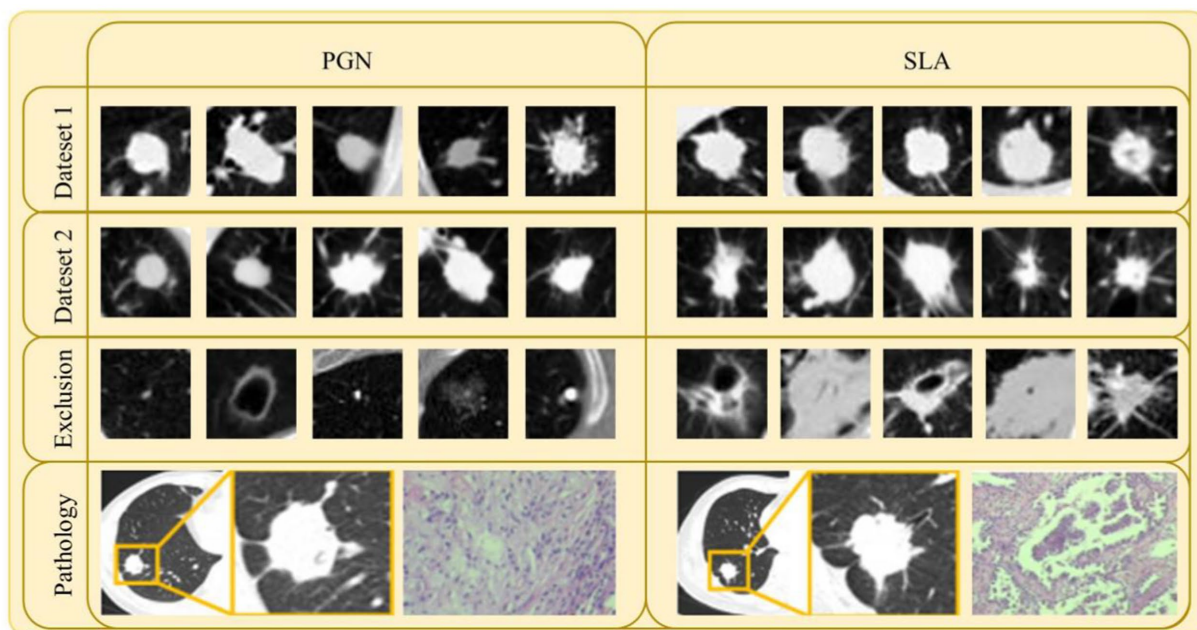 PGN
SLA
Dateset 1
Dateset 2
Exclusion
Pathology